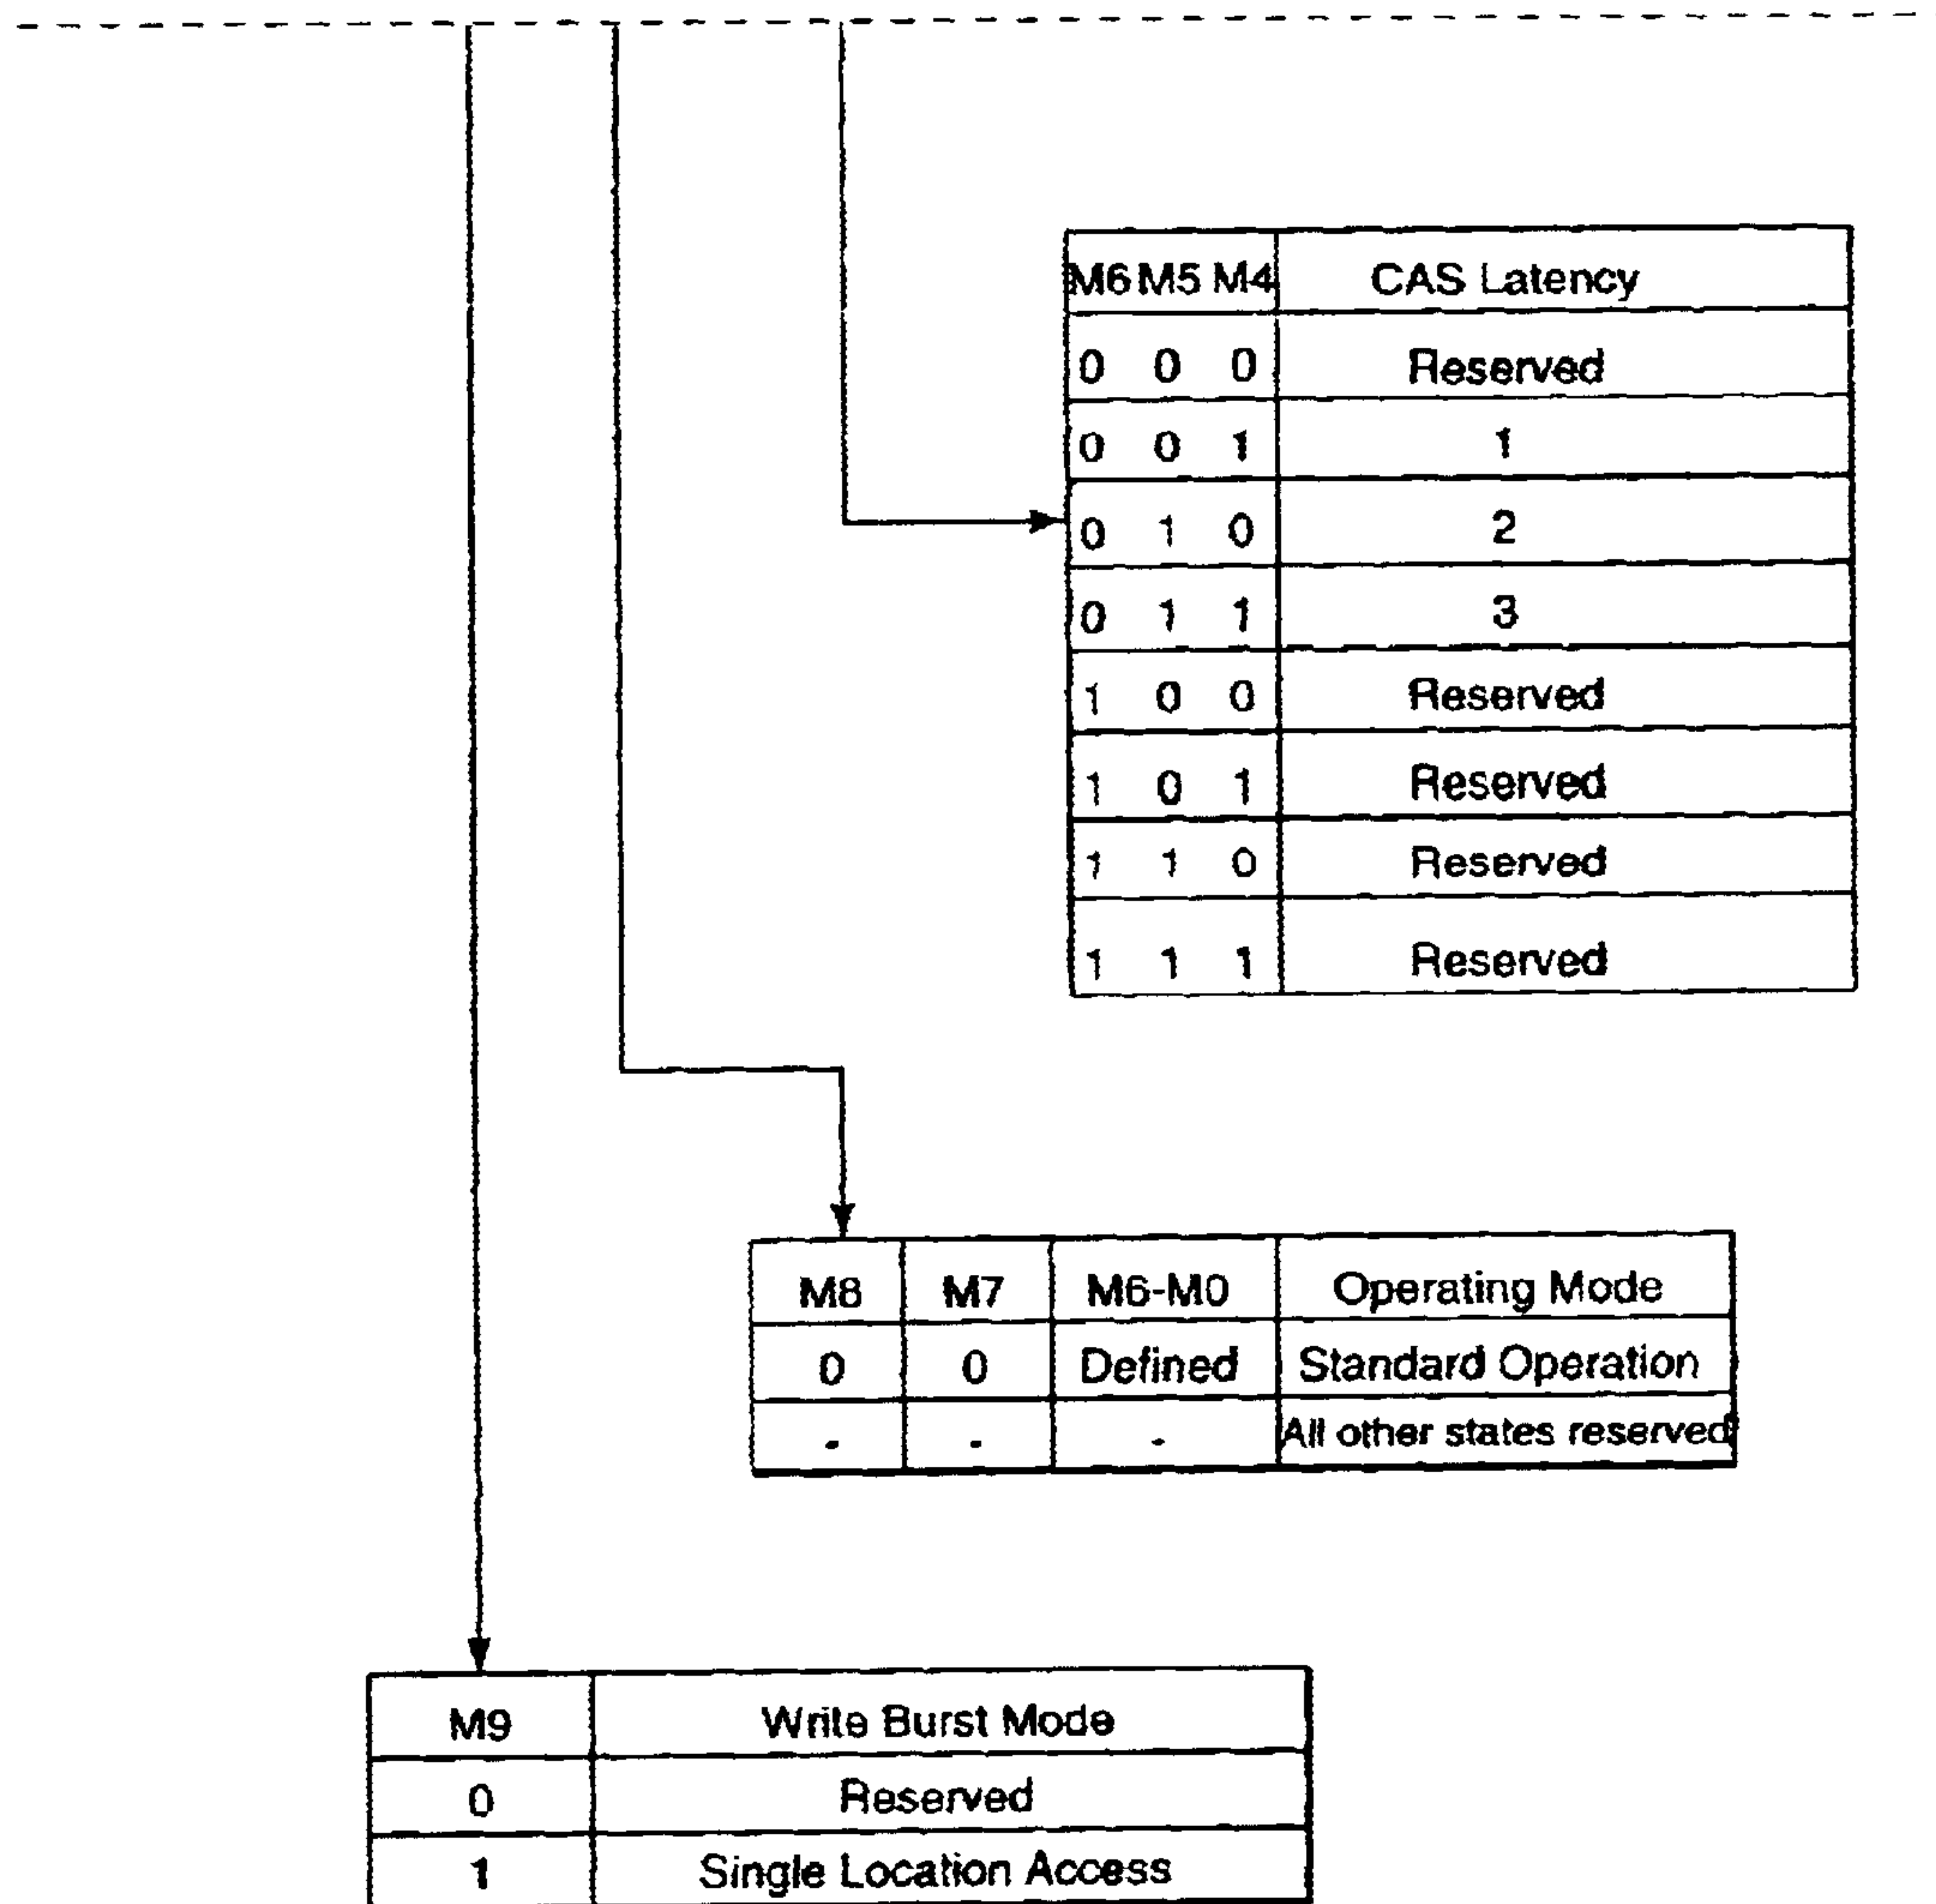 M6 M5 M4 CAS Latency
0 0 0 Reserved
0 0 1 1
0 1 0 2
0 1 1 3
1 0 0 Reserved
1 0 1 Reserved
1 1 0 Reserved
1 1 1 Reserved
M8 M7 M6-M0 Operating Mode
0 0 Defined Standard Operation
- - - All other states reserved
M9 Write Burst Mode
0 Reserved
1 Single Location Access